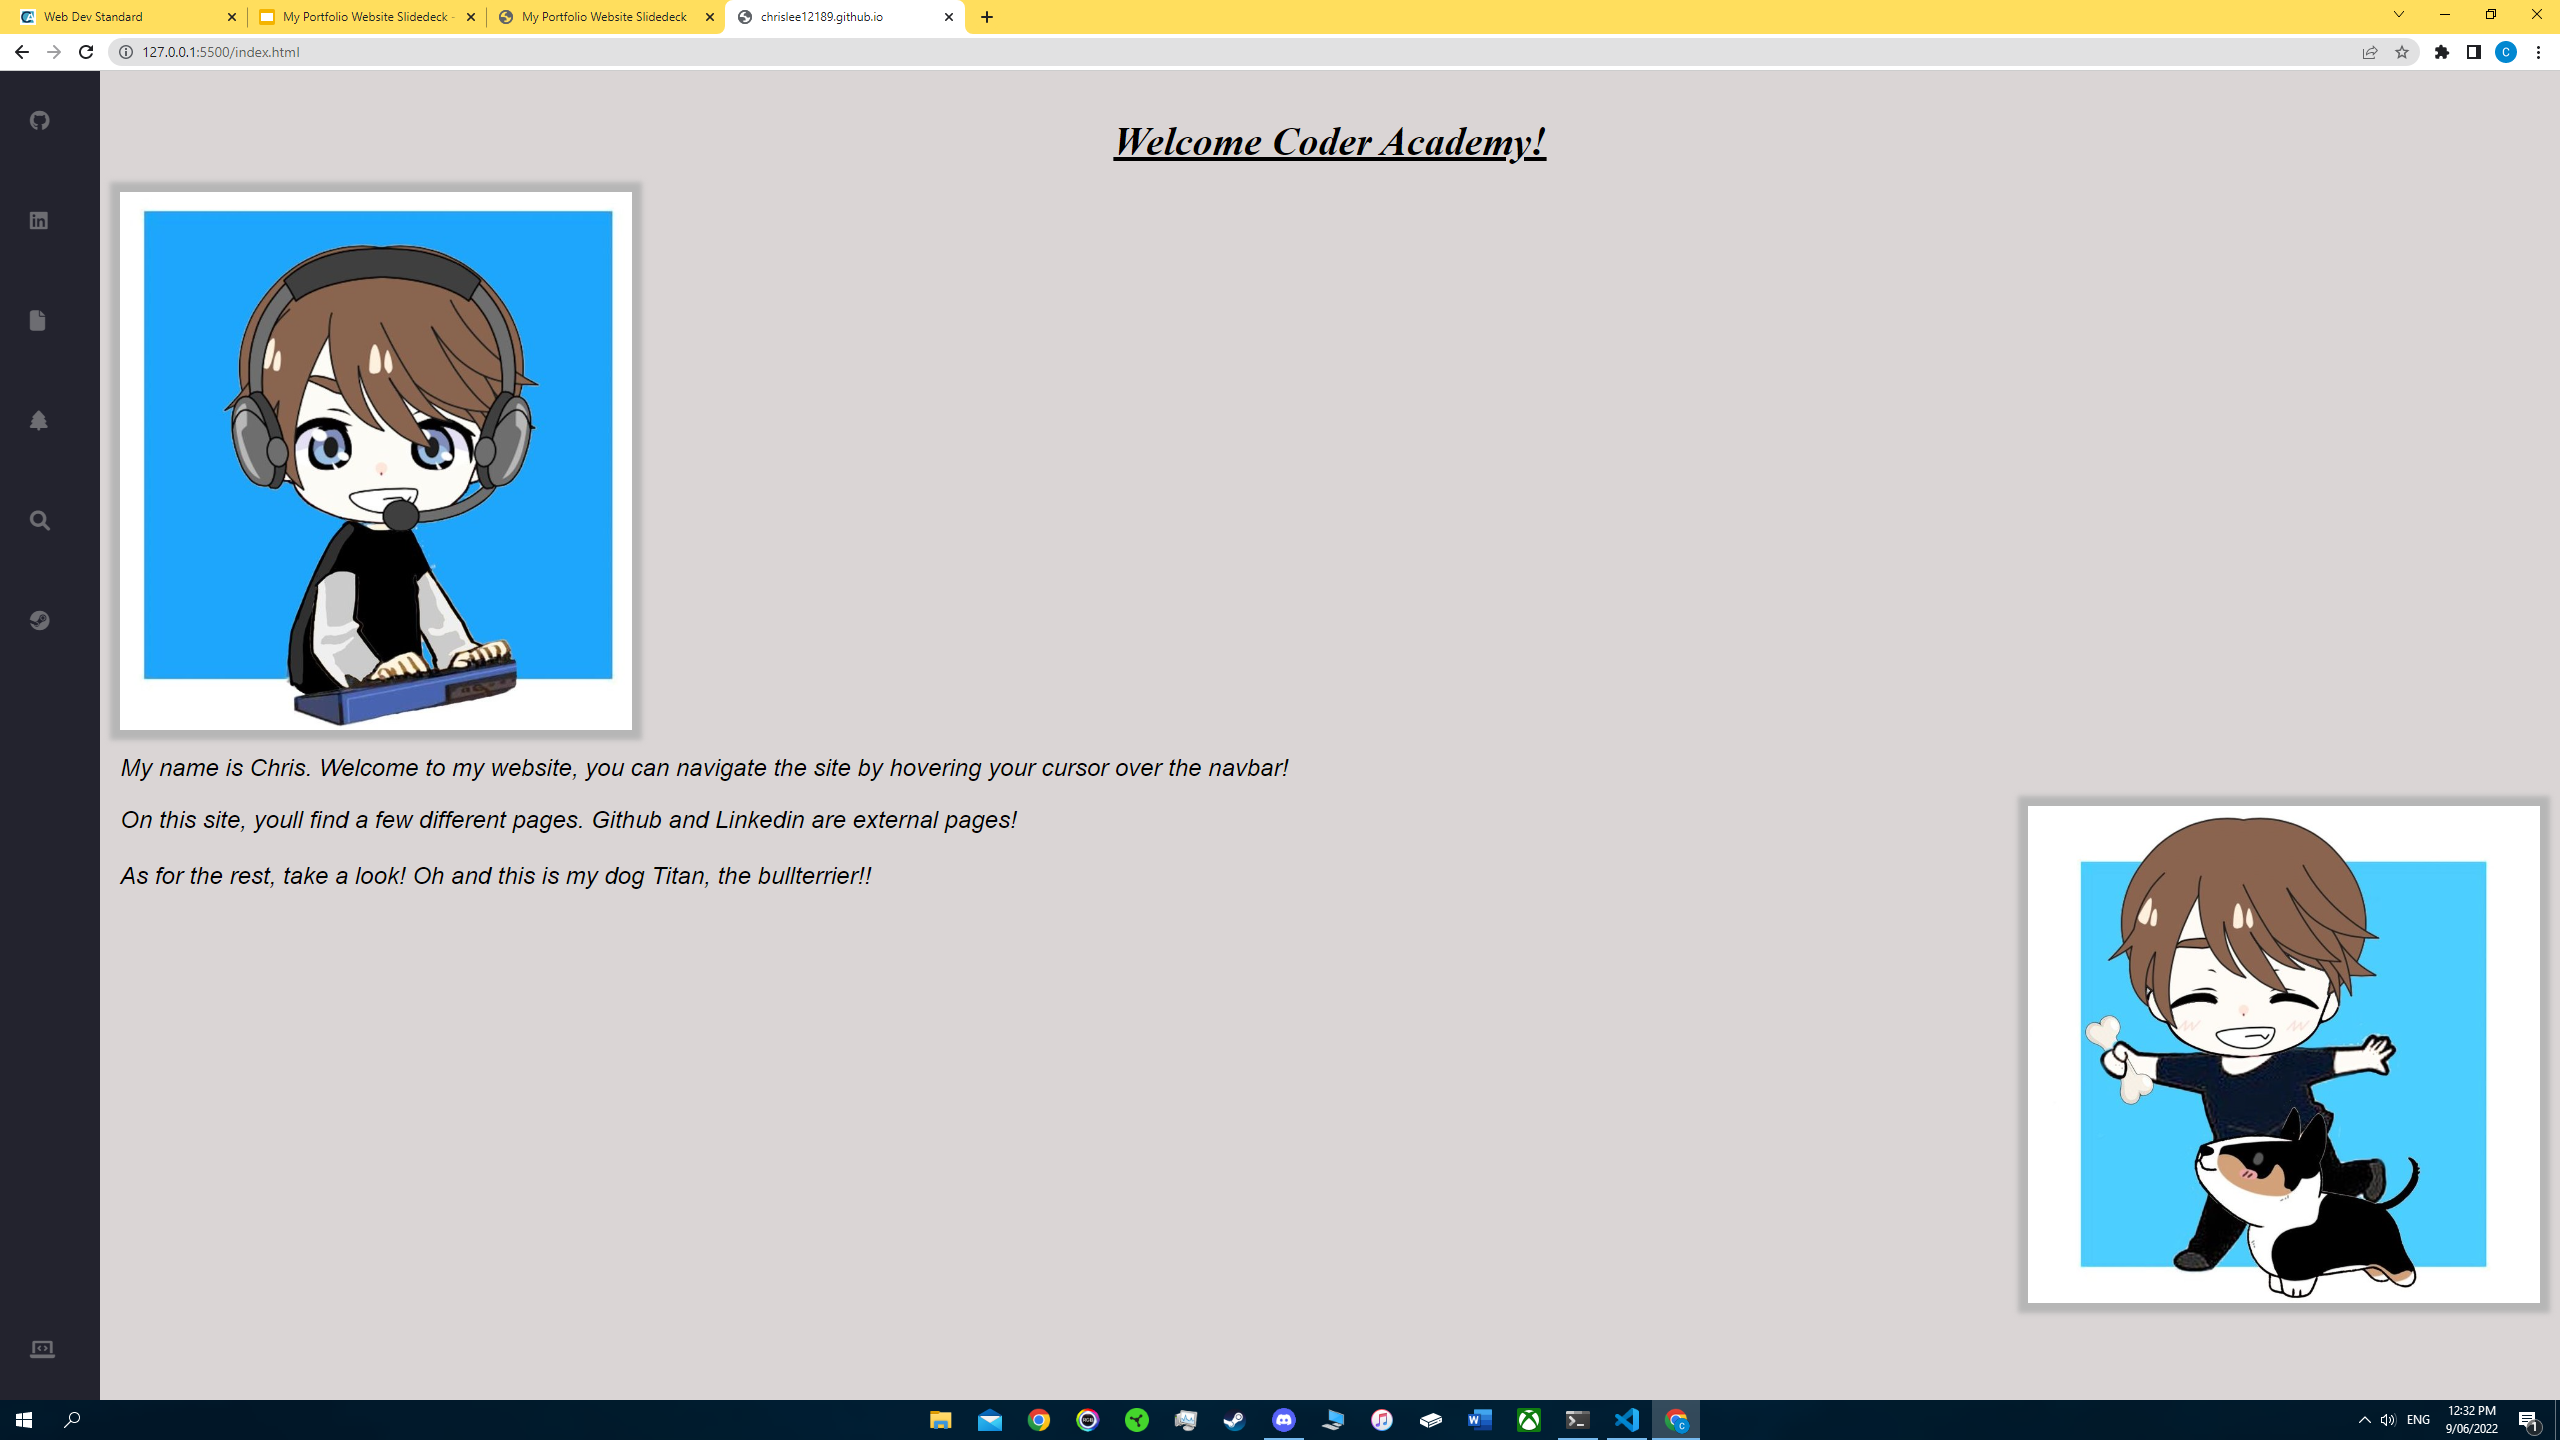 Web Dev Standard
My Portfolio Website Slidedeck -
My Portfolio Website Slidedeck
chrislee12189.github.io
127.0.0.1:5500/index.html
C
Welcome Coder Academy!
My name is Chris. Welcome to my website, you can navigate the site by hovering your cursor over the navbar!
On this site, youll find a few different pages. Github and Linkedin are external pages!
As for the rest, take a look! Oh and this is my dog Titan, the bullterrier!!
ENG
12:32 PM
9/06/2022
1